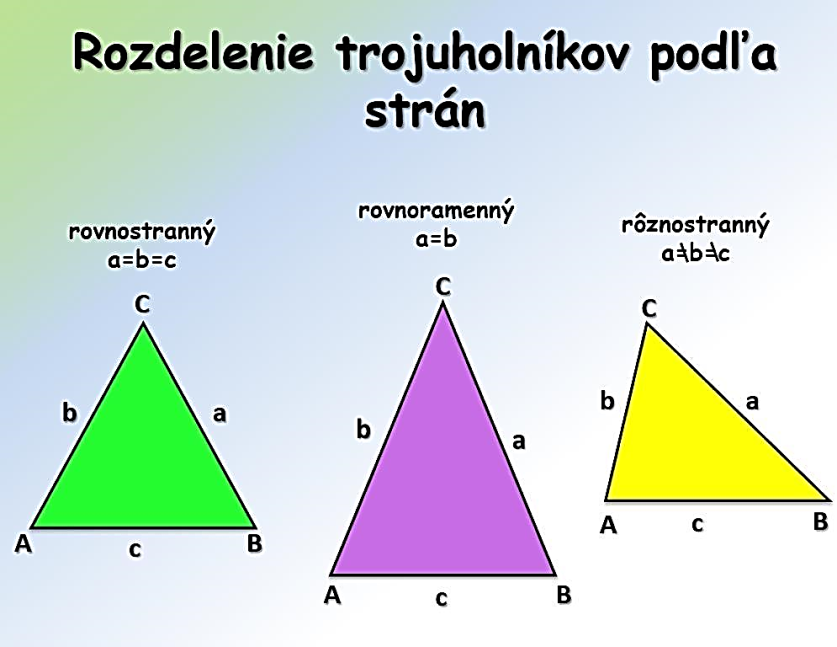 Rozdelenie trojuholníkov podľa
strán
rovnostranný
a=b=c
C
b
a
A
c
B
rovnoramenný
a=b
C
b
a
A
c
B
rôznostranný
a≠b≠c
C
b
a
A
c
B